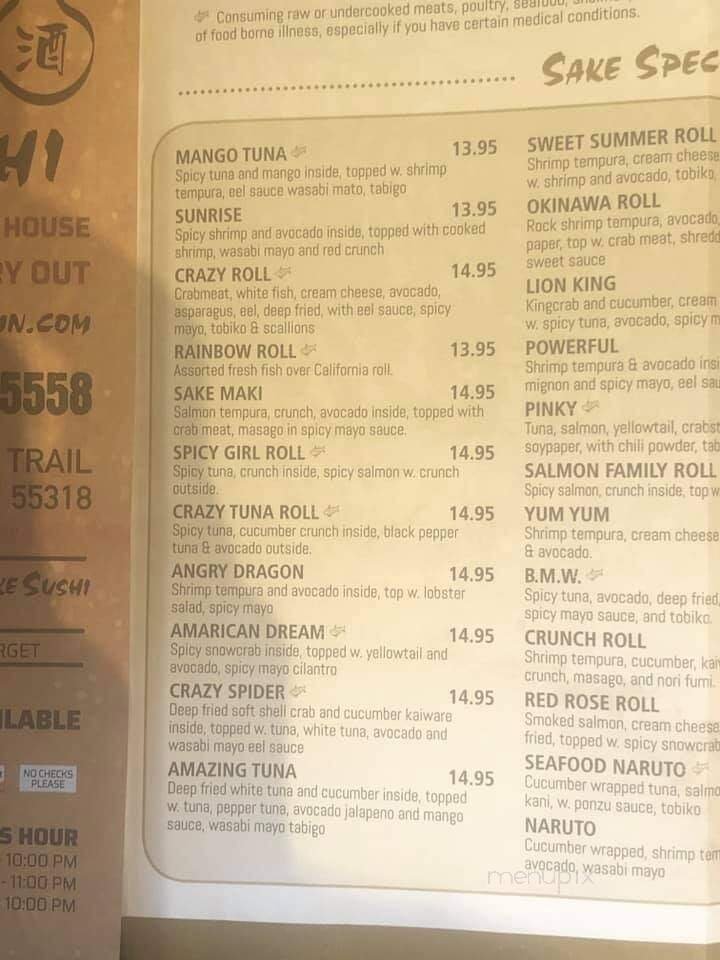 酒
HI
HOUSE
RY OUT
UN.COM
5558
TRAIL
55318
KE SUSHI
RGET
ILABLE
NO CHECKS
PLEASE
S HOUR
- 10:00 PM
- 11:00 PM
10:00 PM
Consuming raw or undercooked meats, poultry, seafood,
of food borne illness, especially if you have certain medical conditions.
SAKE SPEC
MANGO TUNA 13.95
Spicy tuna and mango inside, topped w. shrimp
tempura, eel sauce wasabi mato, tabigo
SUNRISE 13.95
Spicy shrimp and avocado inside, topped with cooked
shrimp, wasabi mayo and red crunch
CRAZY ROLL 14.95
Crabmeat, white fish, cream cheese, avocado,
asparagus, eel, deep fried, with eel sauce, spicy
mayo, tobiko & scallions
RAINBOW ROLL 13.95
Assorted fresh fish over California roll.
SAKE MAKI 14.95
Salmon tempura, crunch, avocado inside, topped with
crab meat, masago in spicy mayo sauce.
SPICY GIRL ROLL 14.95
Spicy tuna, crunch inside, spicy salmon w. crunch
outside.
CRAZY TUNA ROLL 14.95
Spicy tuna, cucumber crunch inside, black pepper
tuna & avocado outside.
ANGRY DRAGON 14.95
Shrimp tempura and avocado inside, top w. lobster
salad, spicy mayo
AMARICAN DREAM 14.95
Spicy snowcrab inside, topped w. yellowtail and
avocado, spicy mayo cilantro
CRAZY SPIDER 14.95
Deep fried soft shell crab and cucumber kaiware
inside, topped w. tuna, white tuna, avocado and
wasabi mayo eel sauce
AMAZING TUNA 14.95
Deep fried white tuna and cucumber inside, topped
w. tuna, pepper tuna, avocado jalapeno and mango
sauce, wasabi mayo tabigo
SWEET SUMMER ROLL
Shrimp tempura, cream cheese
w. shrimp and avocado, tobiko,
OKINAWA ROLL
Rock shrimp tempura, avocado,
paper, top w. crab meat, shredd
sweet sauce
LION KING
Kingcrab and cucumber, cream
w. spicy tuna, avocado, spicy m
POWERFUL
Shrimp tempura & avocado insi
mignon and spicy mayo, eel sau
PINKY
Tuna, salmon, yellowtail, crabst
soypaper, with chili powder, tab
SALMON FAMILY ROLL
Spicy salmon, crunch inside, top w
YUM YUM
Shrimp tempura, cream cheese
& avocado.
B.M.W.
Spicy tuna, avocado, deep fried,
spicy mayo sauce, and tobiko.
CRUNCH ROLL
Shrimp tempura, cucumber, kai
crunch, masago, and nori fumi.
RED ROSE ROLL
Smoked salmon, cream cheese
fried, topped w. spicy snowcrab
SEAFOOD NARUTO
Cucumber wrapped tuna, salmo
kani, w. ponzu sauce, tobiko
NARUTO
Cucumber wrapped, shrimp tem
avocado, wasabi mayo
menupix